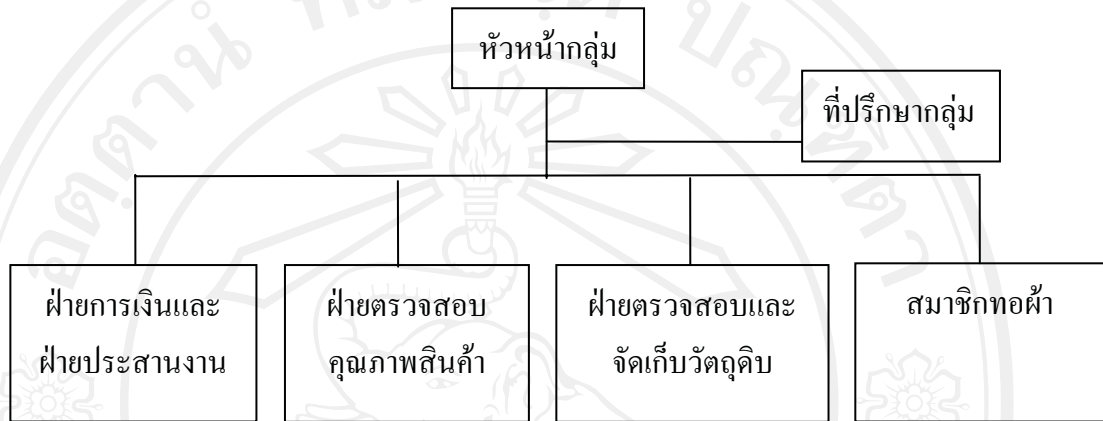 หัวหน้ากลุ่ม
ที่ปรึกษากลุ่ม
ฝ่ายการเงินและ
ฝ่ายประสานงาน
ฝ่ายตรวจสอบ
คุณภาพสินค้า
ฝ่ายตรวจสอบและ
จัดเก็บวัตถุดิบ
สมาชิกทอผ้า